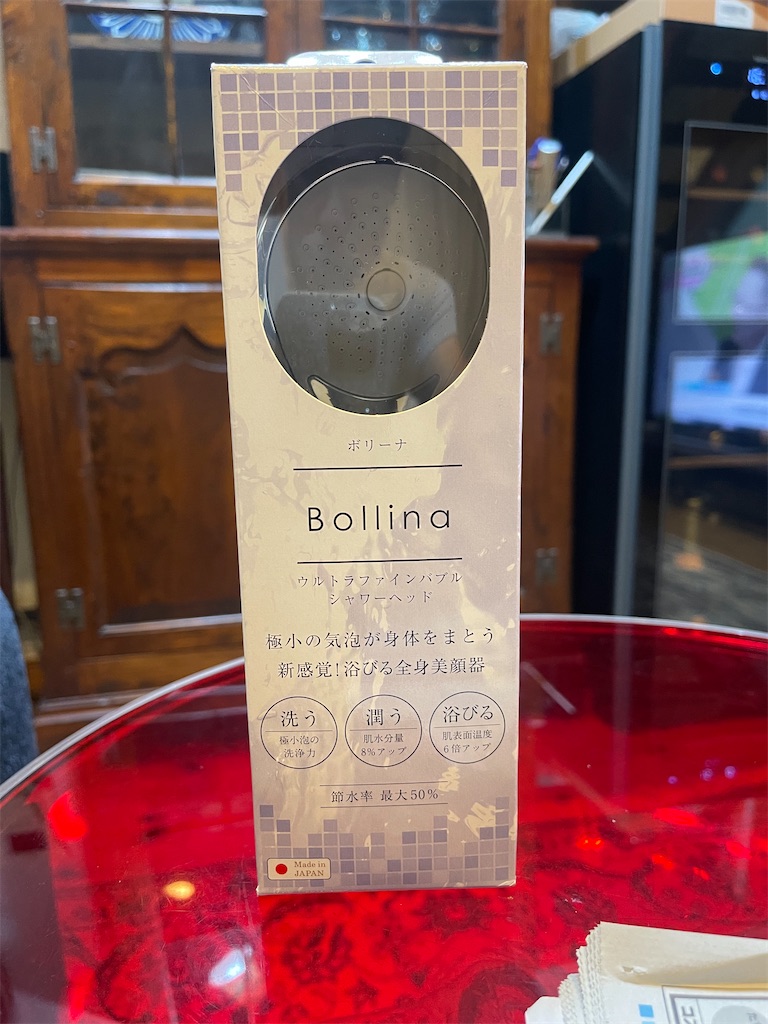 ボリーナ
Bollina
ウルトラファインバブル
シャワーヘッド
極小の気泡が身体をまとう
新感覚!浴びる全身美顔器
洗う
極小泡の
洗浄力
潤う
肌水分量
8%アップ
浴びる
肌表面温度
6倍アップ
節水率 最大50%
Made in
JAPAN